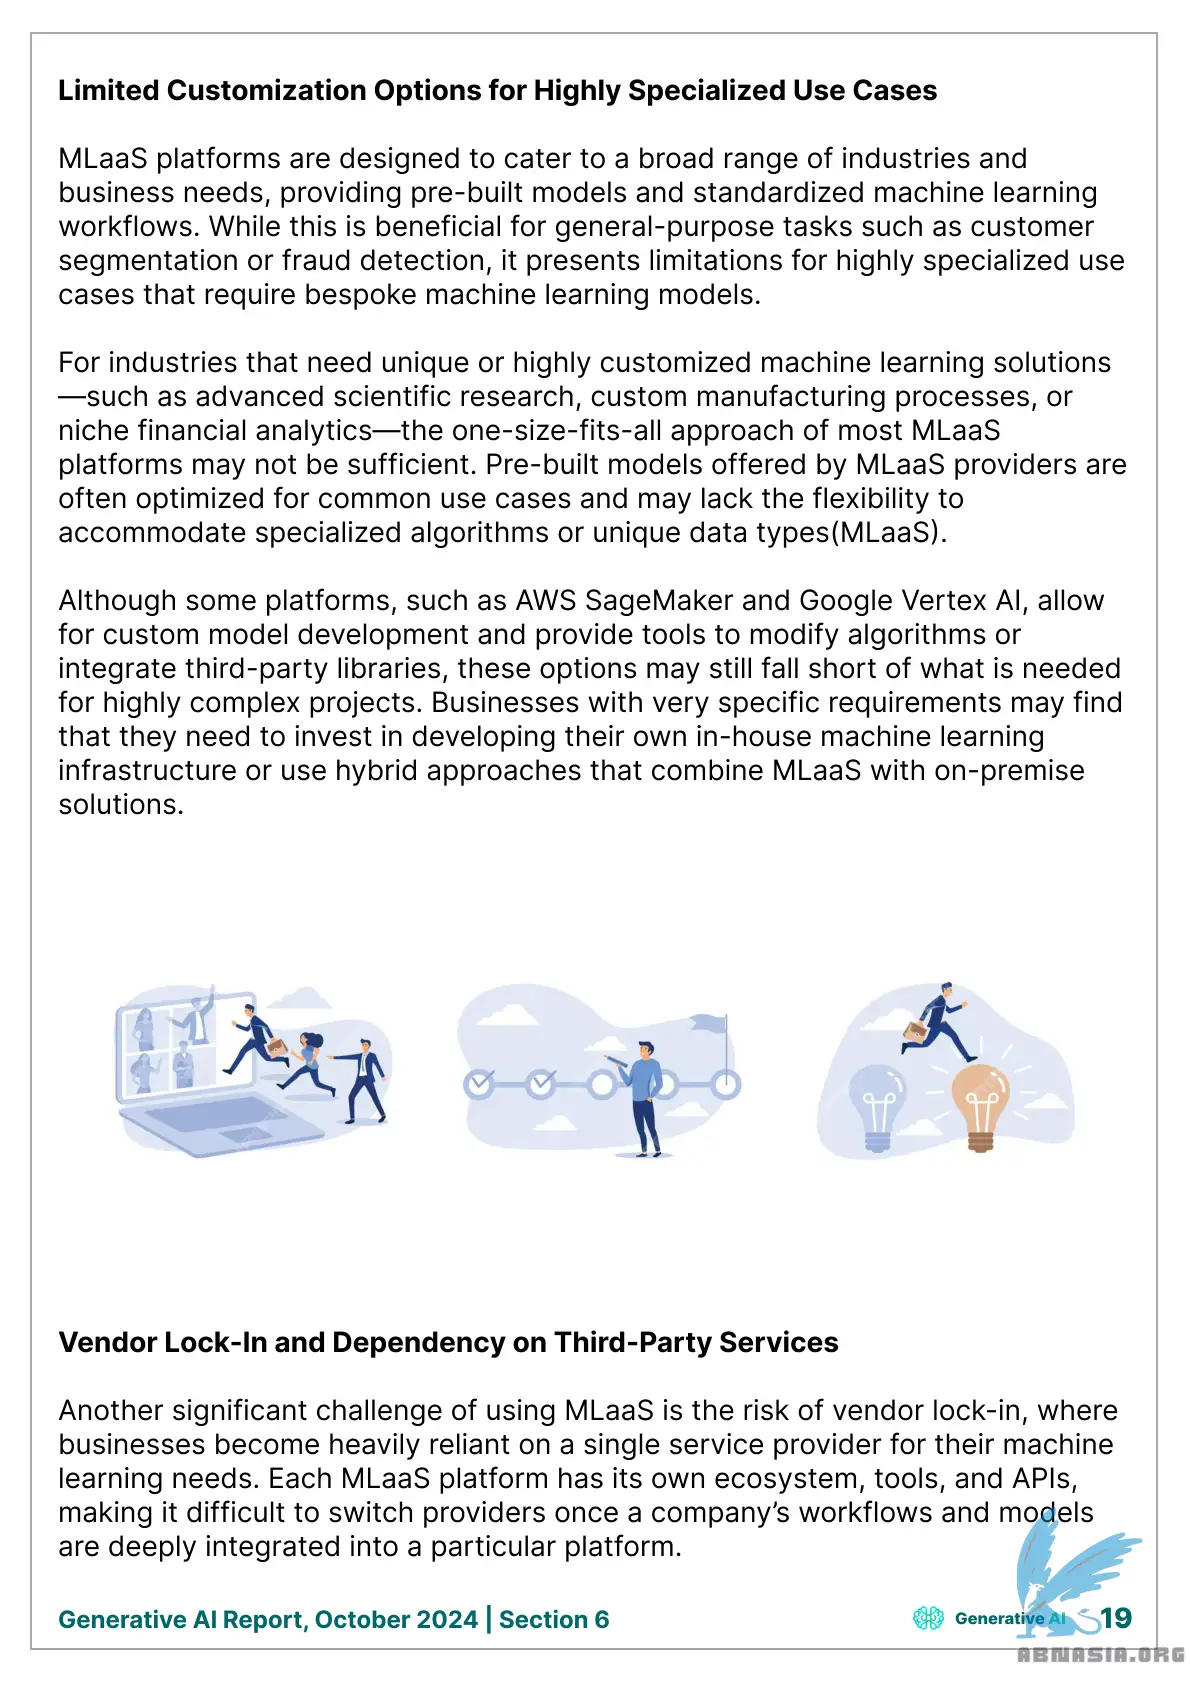 Limited Customization Options for Highly Specialized Use Cases
MLaaS platforms are designed to cater to a broad range of industries and
business needs, providing pre-built models and standardized machine learning
workflows. While this is beneficial for general-purpose tasks such as customer
segmentation or fraud detection, it presents limitations for highly specialized use
cases that require bespoke machine learning models.
For industries that need unique or highly customized machine learning solutions
—such as advanced scientific research, custom manufacturing processes, or
niche financial analytics—the one-size-fits-all approach of most MLaaS
platforms may not be sufficient. Pre-built models offered by MLaaS providers are
often optimized for common use cases and may lack the flexibility to
accommodate specialized algorithms or unique data types(MLaaS).
Although some platforms, such as AWS SageMaker and Google Vertex AI, allow
for custom model development and provide tools to modify algorithms or
integrate third-party libraries, these options may still fall short of what is needed
for highly complex projects. Businesses with very specific requirements may find
that they need to invest in developing their own in-house machine learning
infrastructure or use hybrid approaches that combine MLaaS with on-premise
solutions.
Vendor Lock-In and Dependency on Third-Party Services
Another significant challenge of using MLaaS is the risk of vendor lock-in, where
businesses become heavily reliant on a single service provider for their machine
learning needs. Each MLaaS platform has its own ecosystem, tools, and APIs,
making it difficult to switch providers once a company’s workflows and models
are deeply integrated into a particular platform.
Generative AI Report, October 2024 | Section 6
Generative AI
19
ABNASIA.ORG